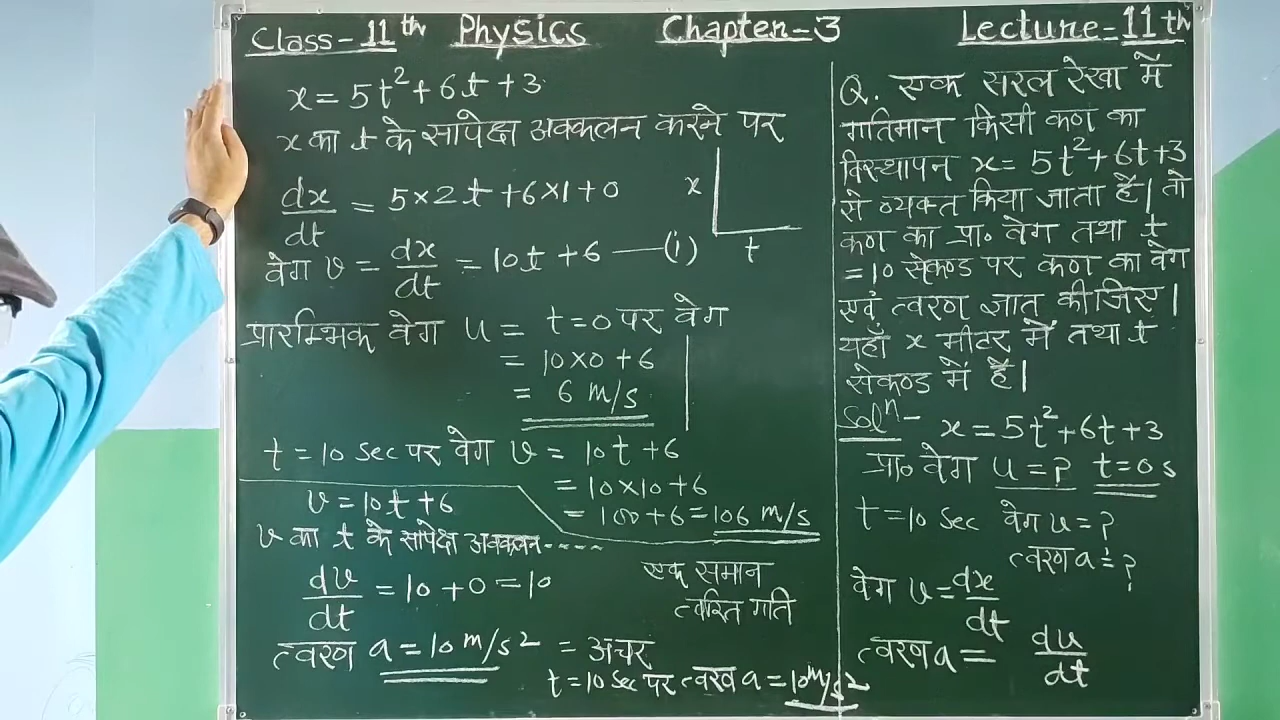 Class-11th Physics Chapter-3 Lecture-11th
x = 5t² + 6t + 3
x का t के सापेक्ष अवकलन करने पर
dx/dt = 5×2t + 6×1 + 0
x
t
वेग v = dx/dt = 10t + 6 —(i)
प्रारम्भिक वेग u = t=0 पर वेग
= 10×0 + 6
= 6 m/s
t = 10 sec पर वेग v = 10t + 6
= 10×10 + 6
= 100 + 6 = 106 m/s
v = 10t + 6
v का t के सापेक्ष अवकलन----
dv/dt = 10 + 0 = 10
त्वरण a = 10 m/s² = अचर
एक समान
त्वरित गति
t = 10 sec पर त्वरण a = 10 m/s²
Q. एक सरल रेखा में
गतिमान किसी कण का
विस्थापन x = 5t² + 6t + 3
से व्यक्त किया जाता है। तो
कण का प्रा० वेग तथा t
= 10 सेकण्ड पर कण का वेग
एवं त्वरण ज्ञात कीजिए।
यहाँ x मीटर में तथा t
सेकण्ड में है।
Solⁿ- x = 5t² + 6t + 3
प्रा० वेग u = ? t = 0 s
t = 10 sec वेग v = ?
त्वरण a = ?
वेग v = dx/dt
त्वरण a = dv/dt